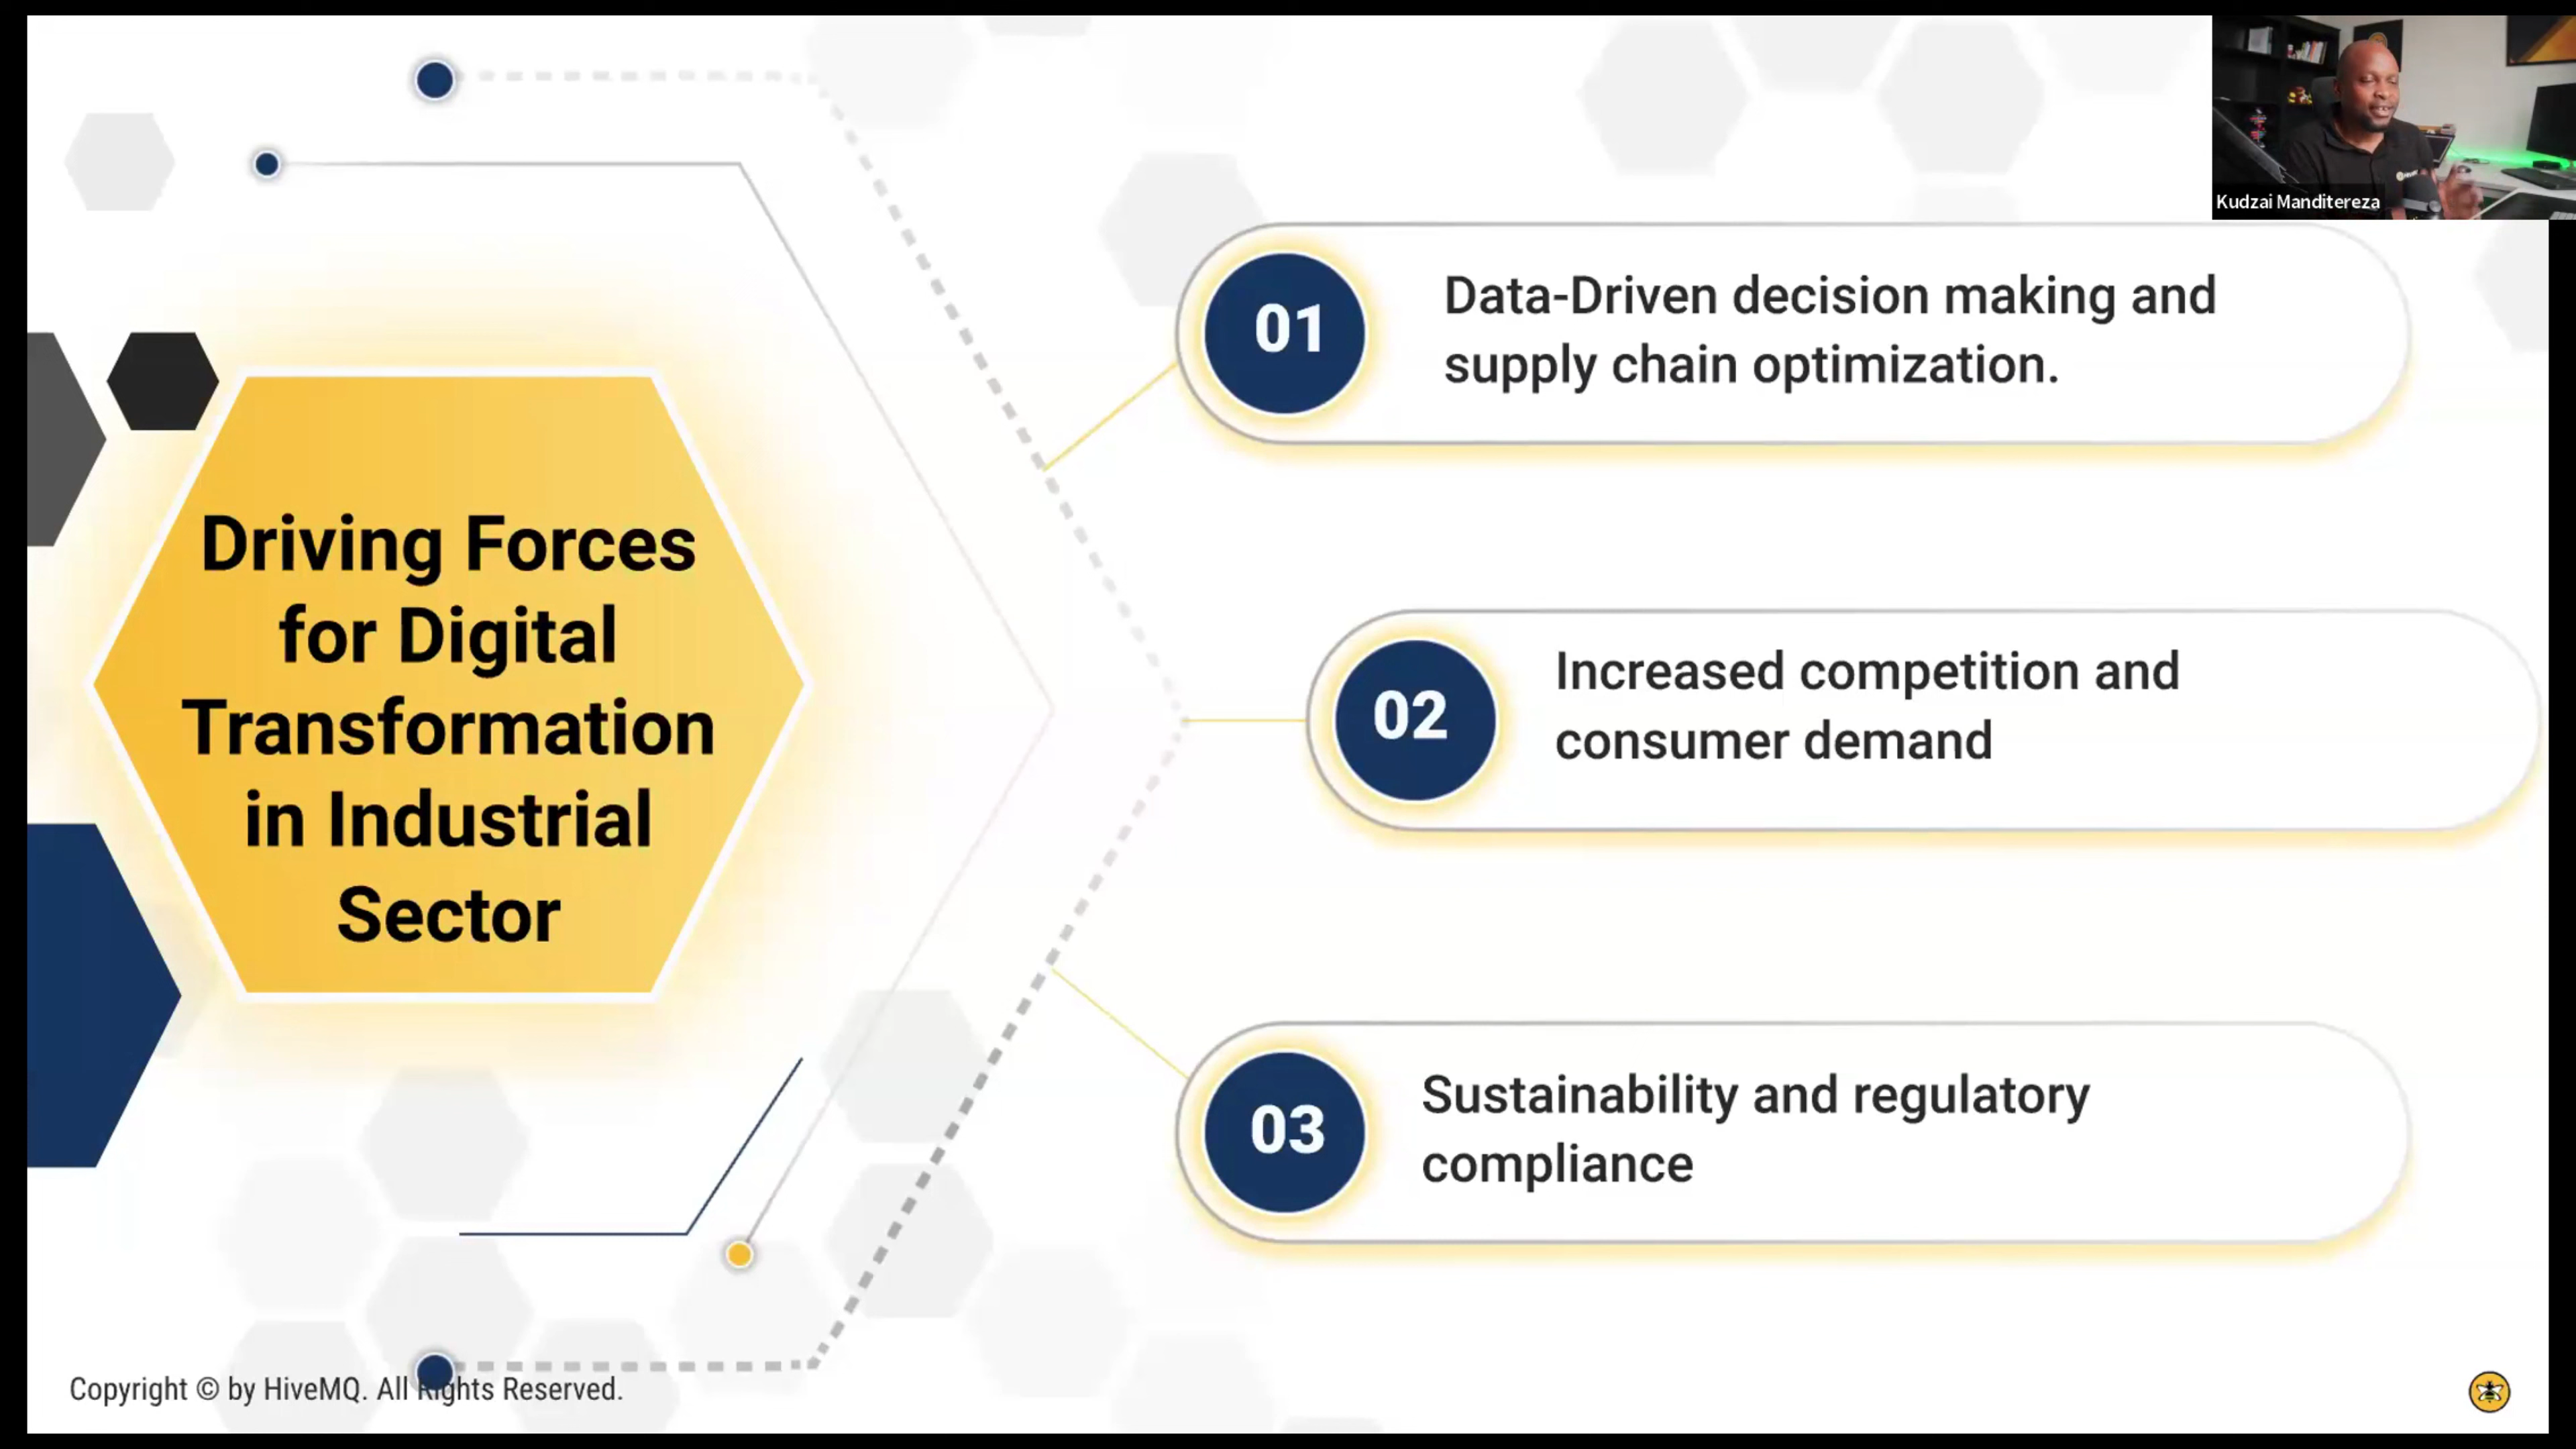 Driving Forces
for Digital
Transformation
in Industrial
Sector
01
Data-Driven decision making and
supply chain optimization.
02
Increased competition and
consumer demand
03
Sustainability and regulatory
compliance
Kudzai Manditereza
Copyright © by HiveMQ. All Rights Reserved.